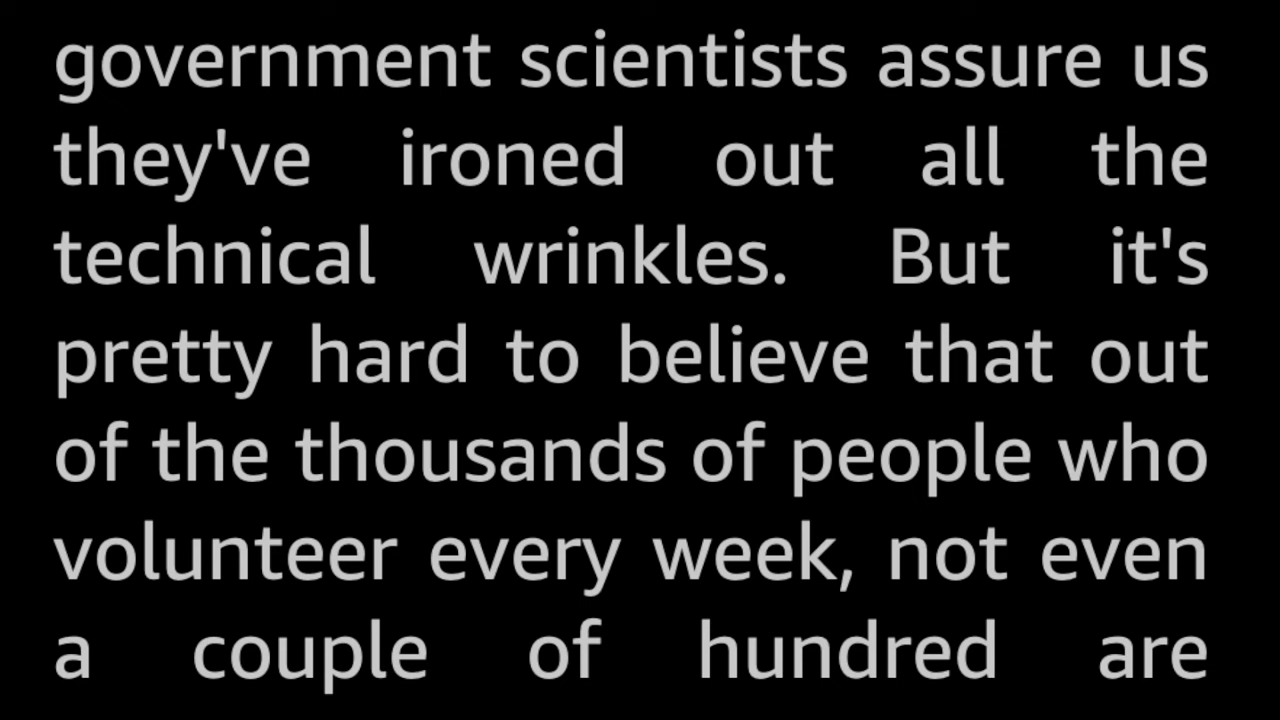 government scientists assure us
they've ironed out all the
technical wrinkles. But it's
pretty hard to believe that out
of the thousands of people who
volunteer every week, not even
a couple of hundred are